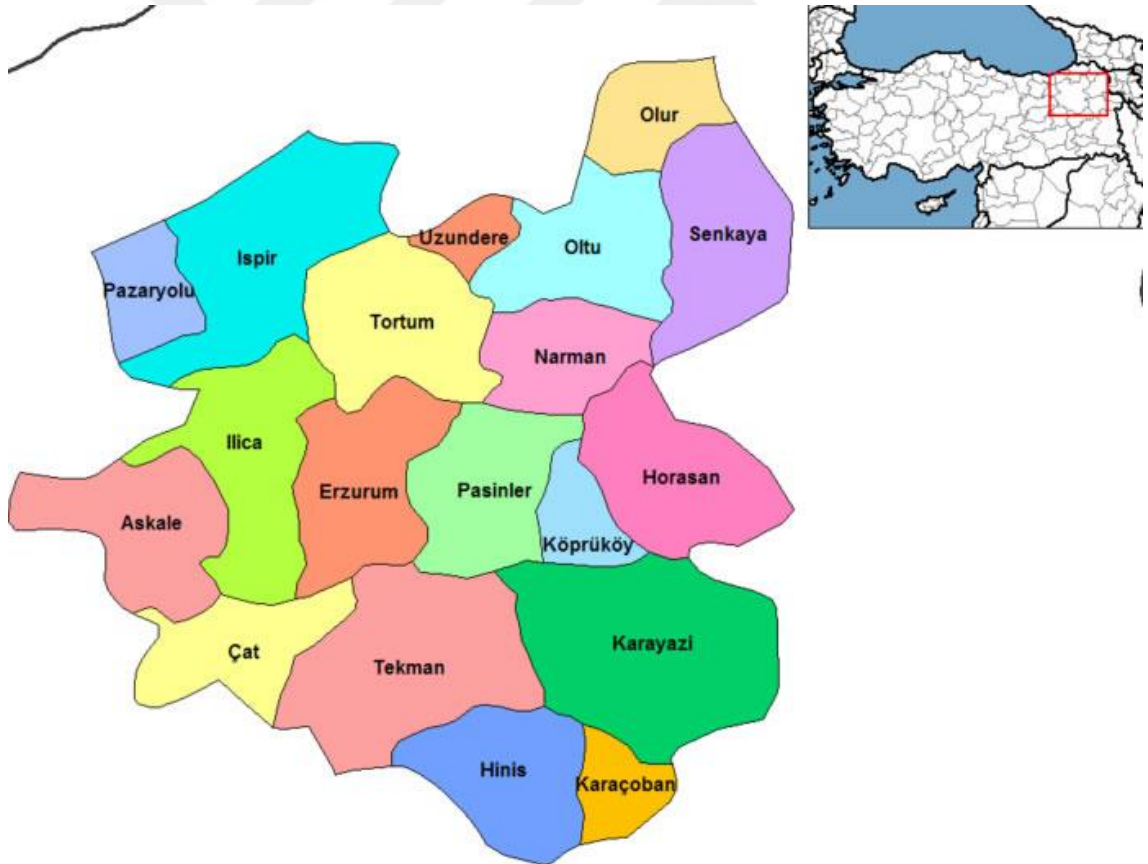 Olur
Senkaya
Uzundere
Oltu
Ispir
Pazaryolu
Tortum
Narman
Ilica
Horasan
Erzurum
Pasinler
Askale
Köprüköy
Karayazi
Çat
Tekman
Hinis
Karaçoban